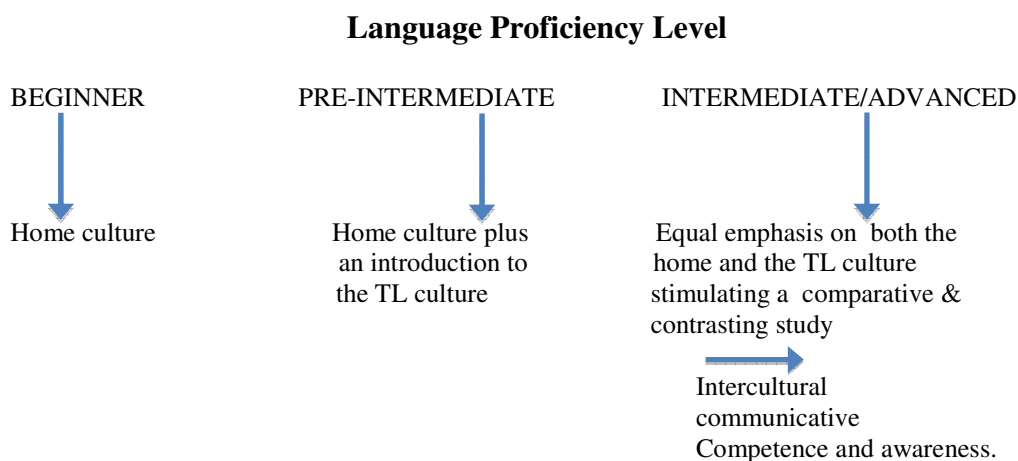 Language Proficiency Level
BEGINNER PRE-INTERMEDIATE INTERMEDIATE/ADVANCED
Home culture
Home culture plus
an introduction to
the TL culture
Equal emphasis on both the
home and the TL culture
stimulating a comparative &
contrasting study
Intercultural
communicative
Competence and awareness.